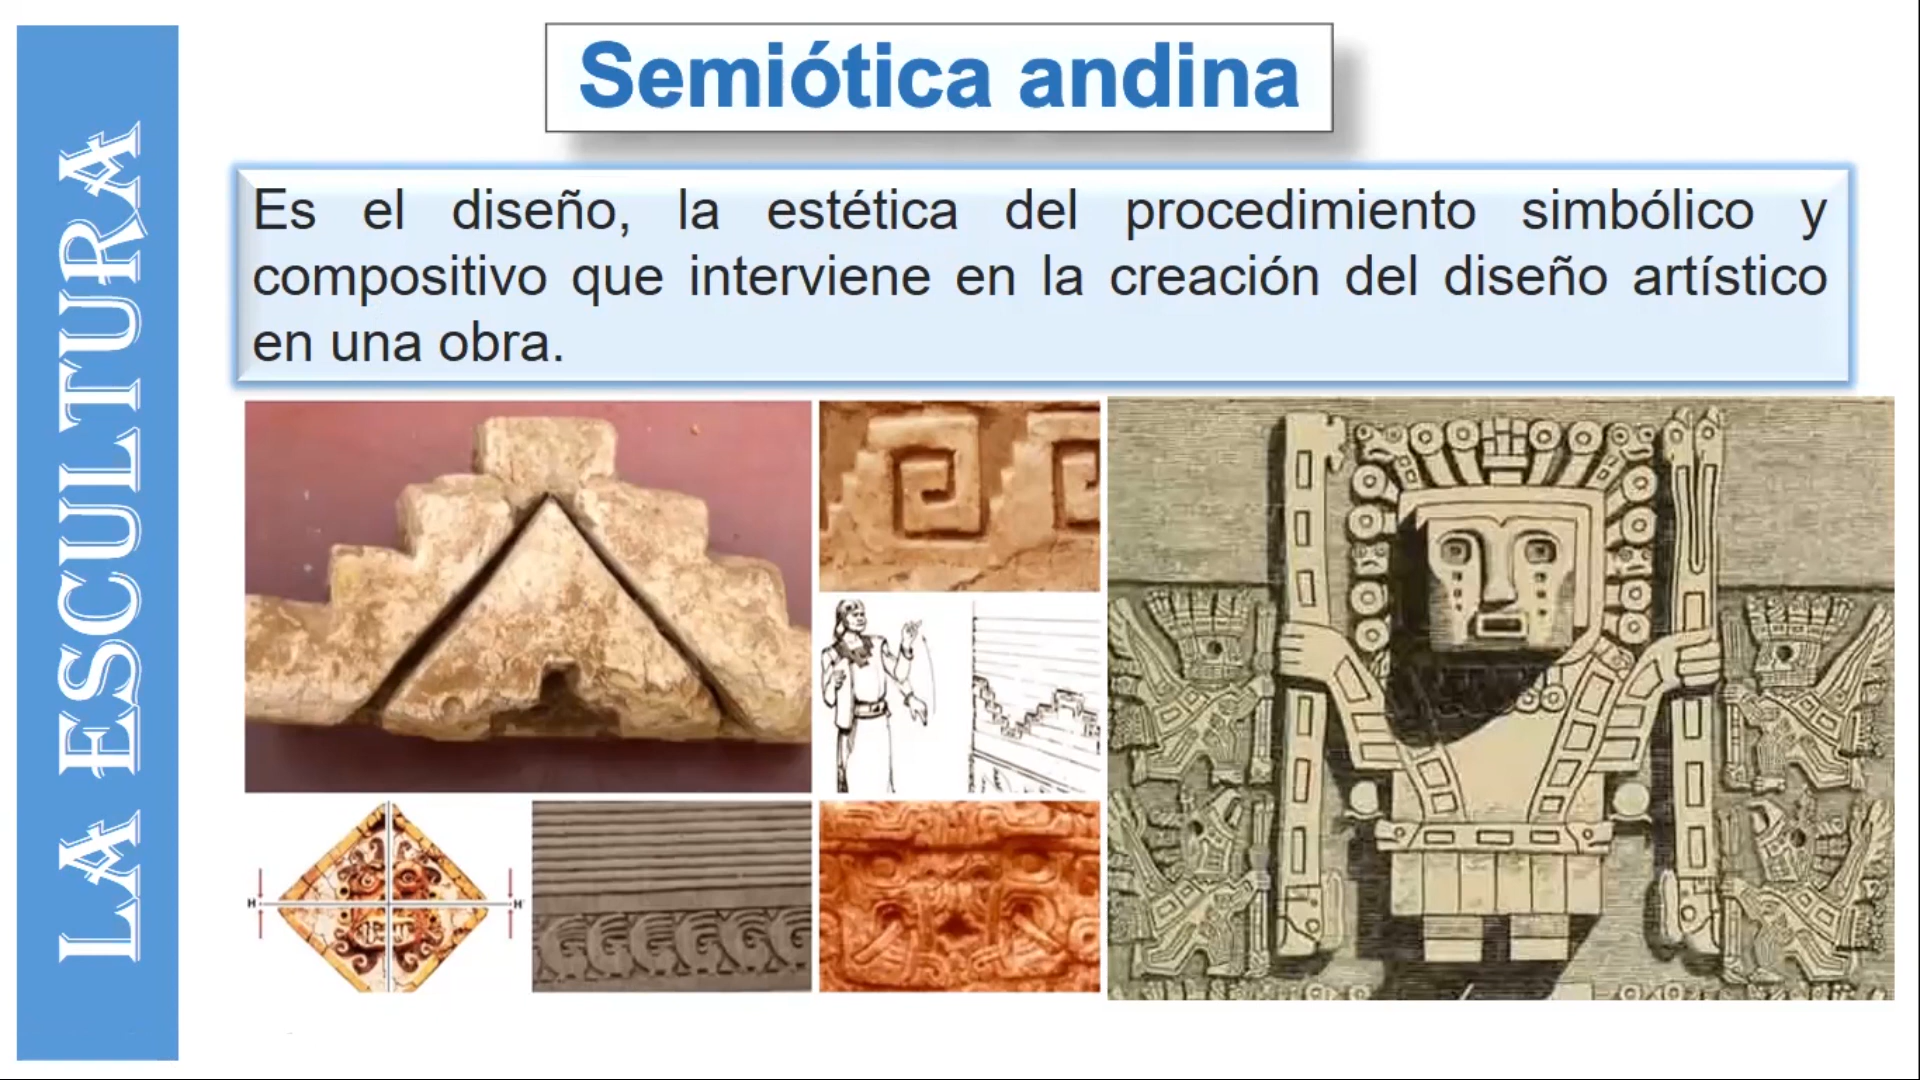 LA ESCULTURA
Semiótica andina
Es el diseño, la estética del procedimiento simbólico y
compositivo que interviene en la creación del diseño artístico
en una obra.
H H'